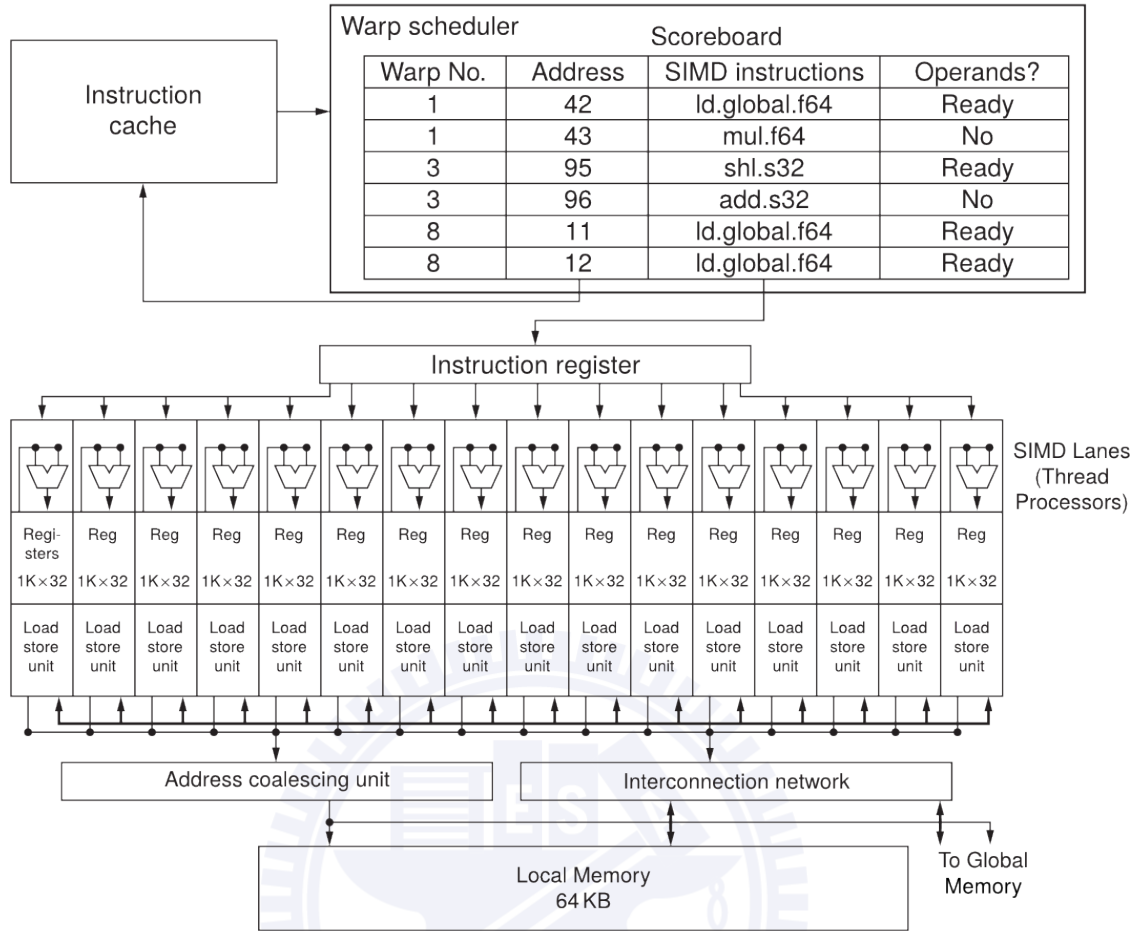 Warp scheduler
Scoreboard
Instruction
cache
Warp No. Address SIMD instructions Operands?
1 42 ld.global.f64 Ready
1 43 mul.f64 No
3 95 shl.s32 Ready
3 96 add.s32 No
8 11 ld.global.f64 Ready
8 12 ld.global.f64 Ready
Instruction register
SIMD Lanes
(Thread
Processors)
Regi- Reg Reg Reg Reg Reg Reg Reg Reg Reg Reg Reg Reg Reg Reg Reg
sters
1K×32 1K×32 1K×32 1K×32 1K×32 1K×32 1K×32 1K×32 1K×32 1K×32 1K×32 1K×32 1K×32 1K×32 1K×32 1K×32
Load Load Load Load Load Load Load Load Load Load Load Load Load Load Load Load
store store store store store store store store store store store store store store store store
unit unit unit unit unit unit unit unit unit unit unit unit unit unit unit unit
Address coalescing unit
Interconnection network
ES
Local Memory
64 KB
To Global
Memory